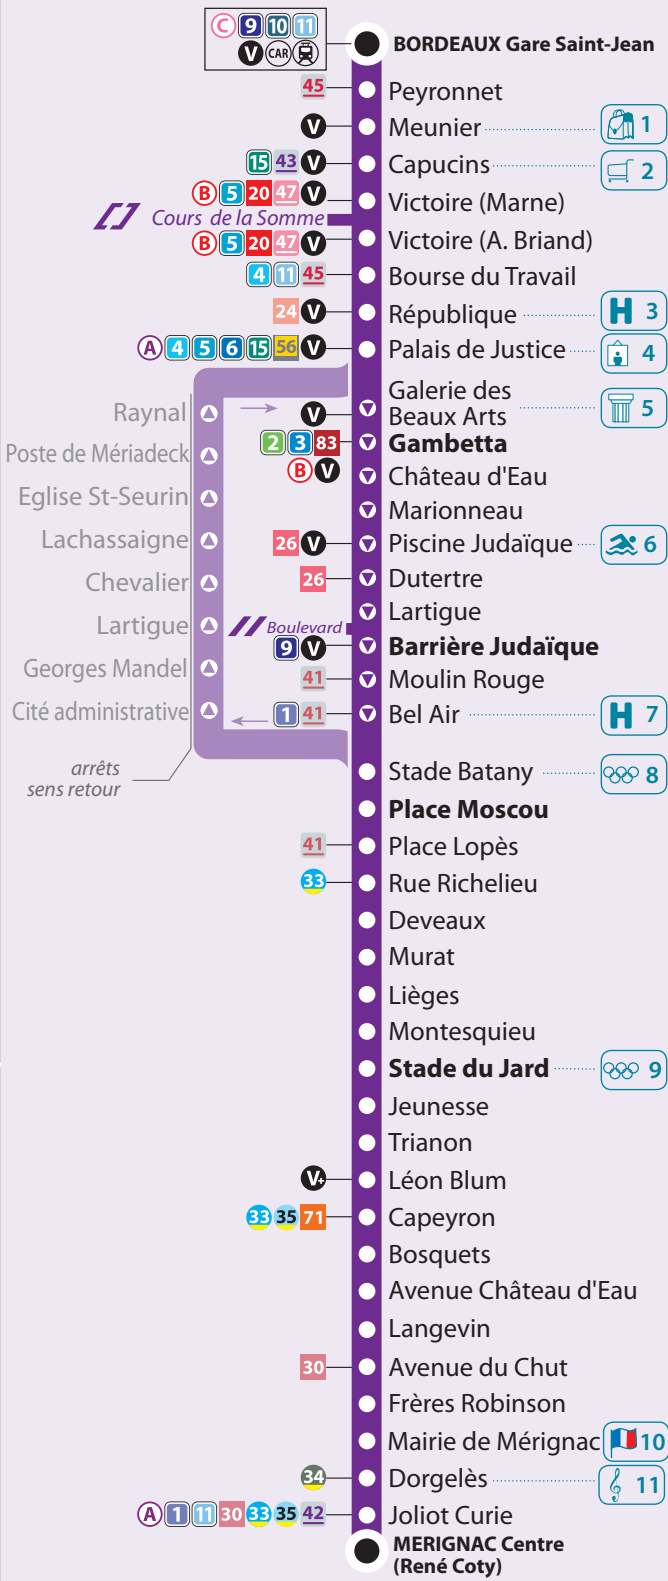 C 9 10 11
V CAR
BORDEAUX Gare Saint-Jean
45 Peyronnet
V Meunier 1
15 43 V Capucins 2
B 5 20 47 V Victoire (Marne)
Cours de la Somme
B 5 20 47 V Victoire (A. Briand)
4 11 45 Bourse du Travail
24 V République H 3
A 4 5 6 15 56 V Palais de Justice 4
Raynal
V Galerie des
Beaux Arts 5
Poste de Mériadeck
2 3 83 Gambetta
B V
Château d'Eau
Eglise St-Seurin
Marionneau
Lachassaigne
26 V Piscine Judaïque 6
Chevalier
26 Dutertre
Lartigue
Lartigue
Boulevard
9 V Barrière Judaïque
Georges Mandel
41 Moulin Rouge
Cité administrative
1 41 Bel Air H 7
arrêts
sens retour
Stade Batany 8
Place Moscou
41 Place Lopès
33 Rue Richelieu
Deveaux
Murat
Lièges
Montesquieu
Stade du Jard 9
Jeunesse
Trianon
V+ Léon Blum
33 35 71 Capeyron
Bosquets
Avenue Château d'Eau
Langevin
30 Avenue du Chut
Frères Robinson
Mairie de Mérignac 10
34 Dorgelès 11
A 1 11 30 33 35 42 Joliot Curie
MERIGNAC Centre
(René Coty)